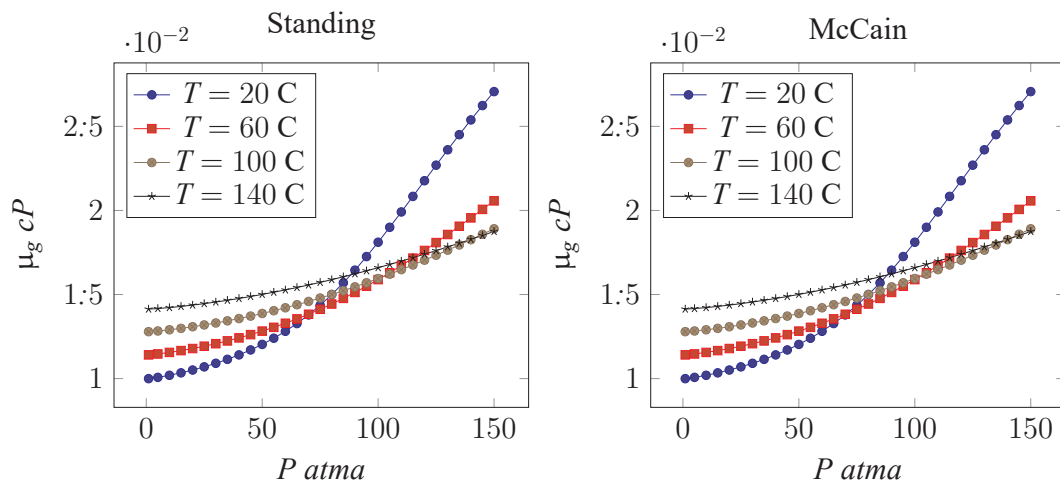 Standing
·10⁻²
T = 20 C
T = 60 C
T = 100 C
T = 140 C
2.5
2
1.5
1
0 50 100 150
P atma
μg cP
McCain
·10⁻²
T = 20 C
T = 60 C
T = 100 C
T = 140 C
2.5
2
1.5
1
0 50 100 150
P atma
μg cP